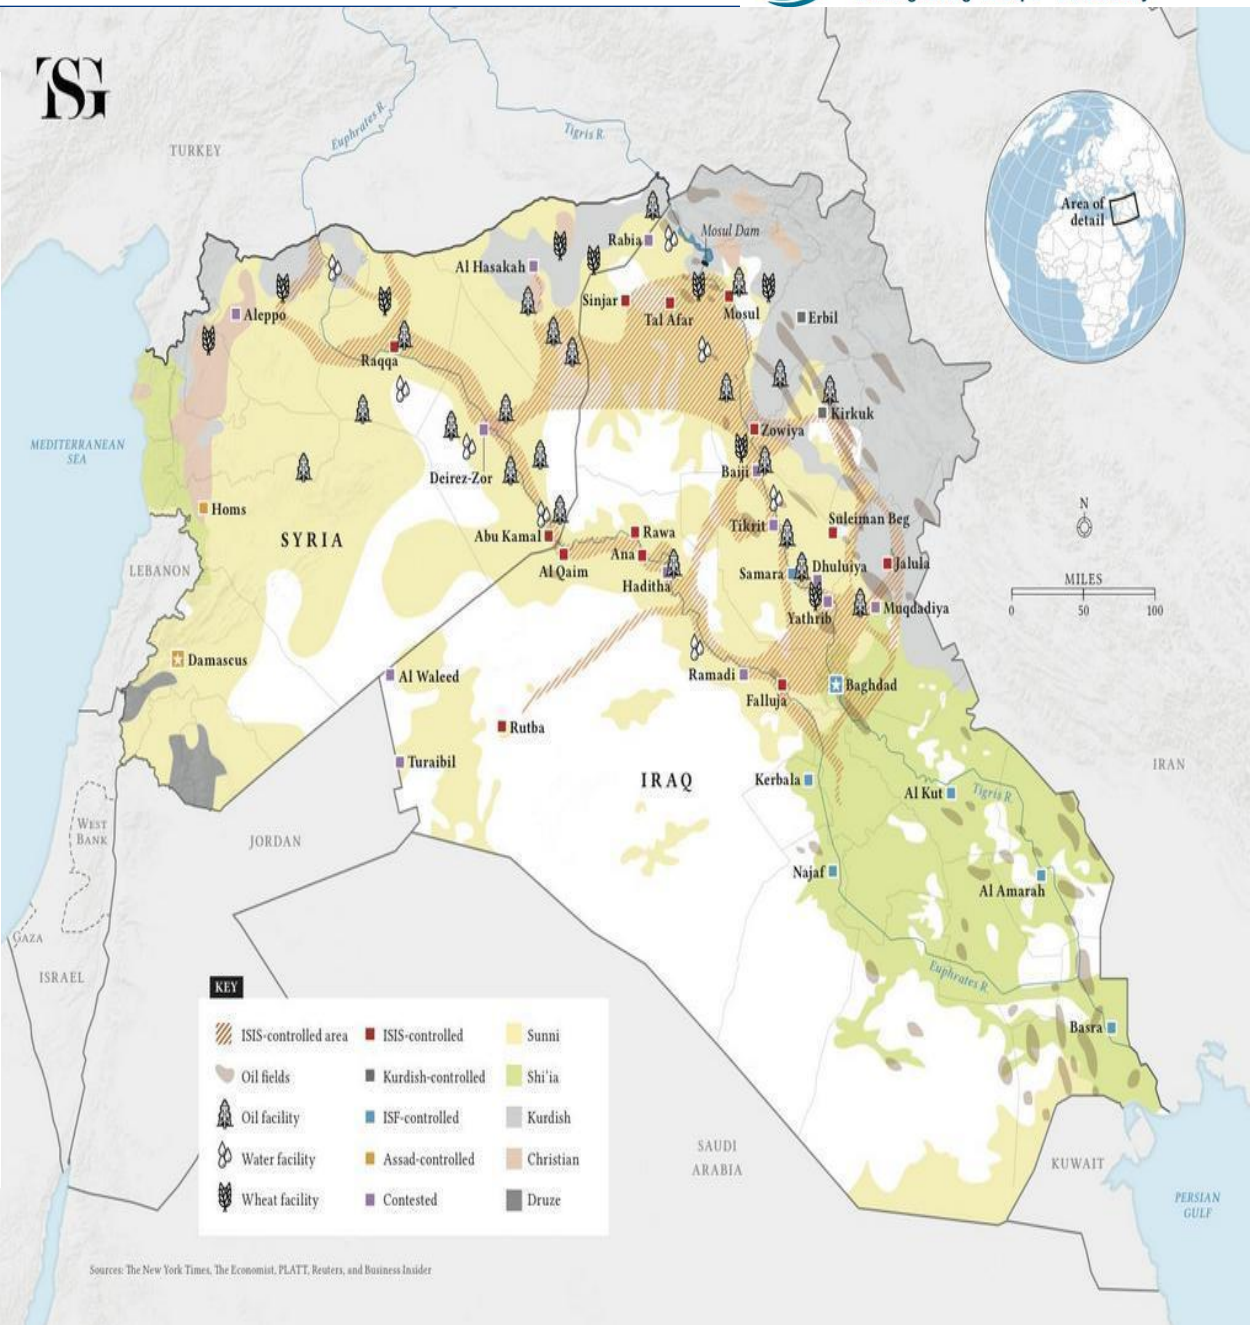 TSG
TURKEY
Euphrates R.
Tigris R.
Area of
detail
Rabia
Mosul Dam
Al Hasakah
Sinjar
Tal Afar
Mosul
Erbil
Aleppo
Raqqa
Kirkuk
Zowiya
MEDITERRANEAN
SEA
Deirez-Zor
Baiji
Homs
SYRIA
Abu Kamal
Rawa
Tikrit
Suleiman Beg
N
LEBANON
Al Qaim
Ana
Haditha
Samara
Dhuluiya
Jalula
MILES
0 50 100
Yathrib
Muqdadiya
Damascus
Al Waleed
Ramadi
Falluja
Baghdad
Rutba
Turaibil
IRAQ
Kerbala
Al Kut
Tigris R.
IRAN
WEST
BANK
JORDAN
Najaf
Al Amarah
GAZA
ISRAEL
Euphrates R.
Basra
KEY
ISIS-controlled area
ISIS-controlled
Sunni
Oil fields
Kurdish-controlled
Shi'ia
Oil facility
ISF-controlled
Kurdish
Water facility
Assad-controlled
Christian
Wheat facility
Contested
Druze
SAUDI
ARABIA
KUWAIT
PERSIAN
GULF
Sources: The New York Times, The Economist, PLATT, Reuters, and Business Insider